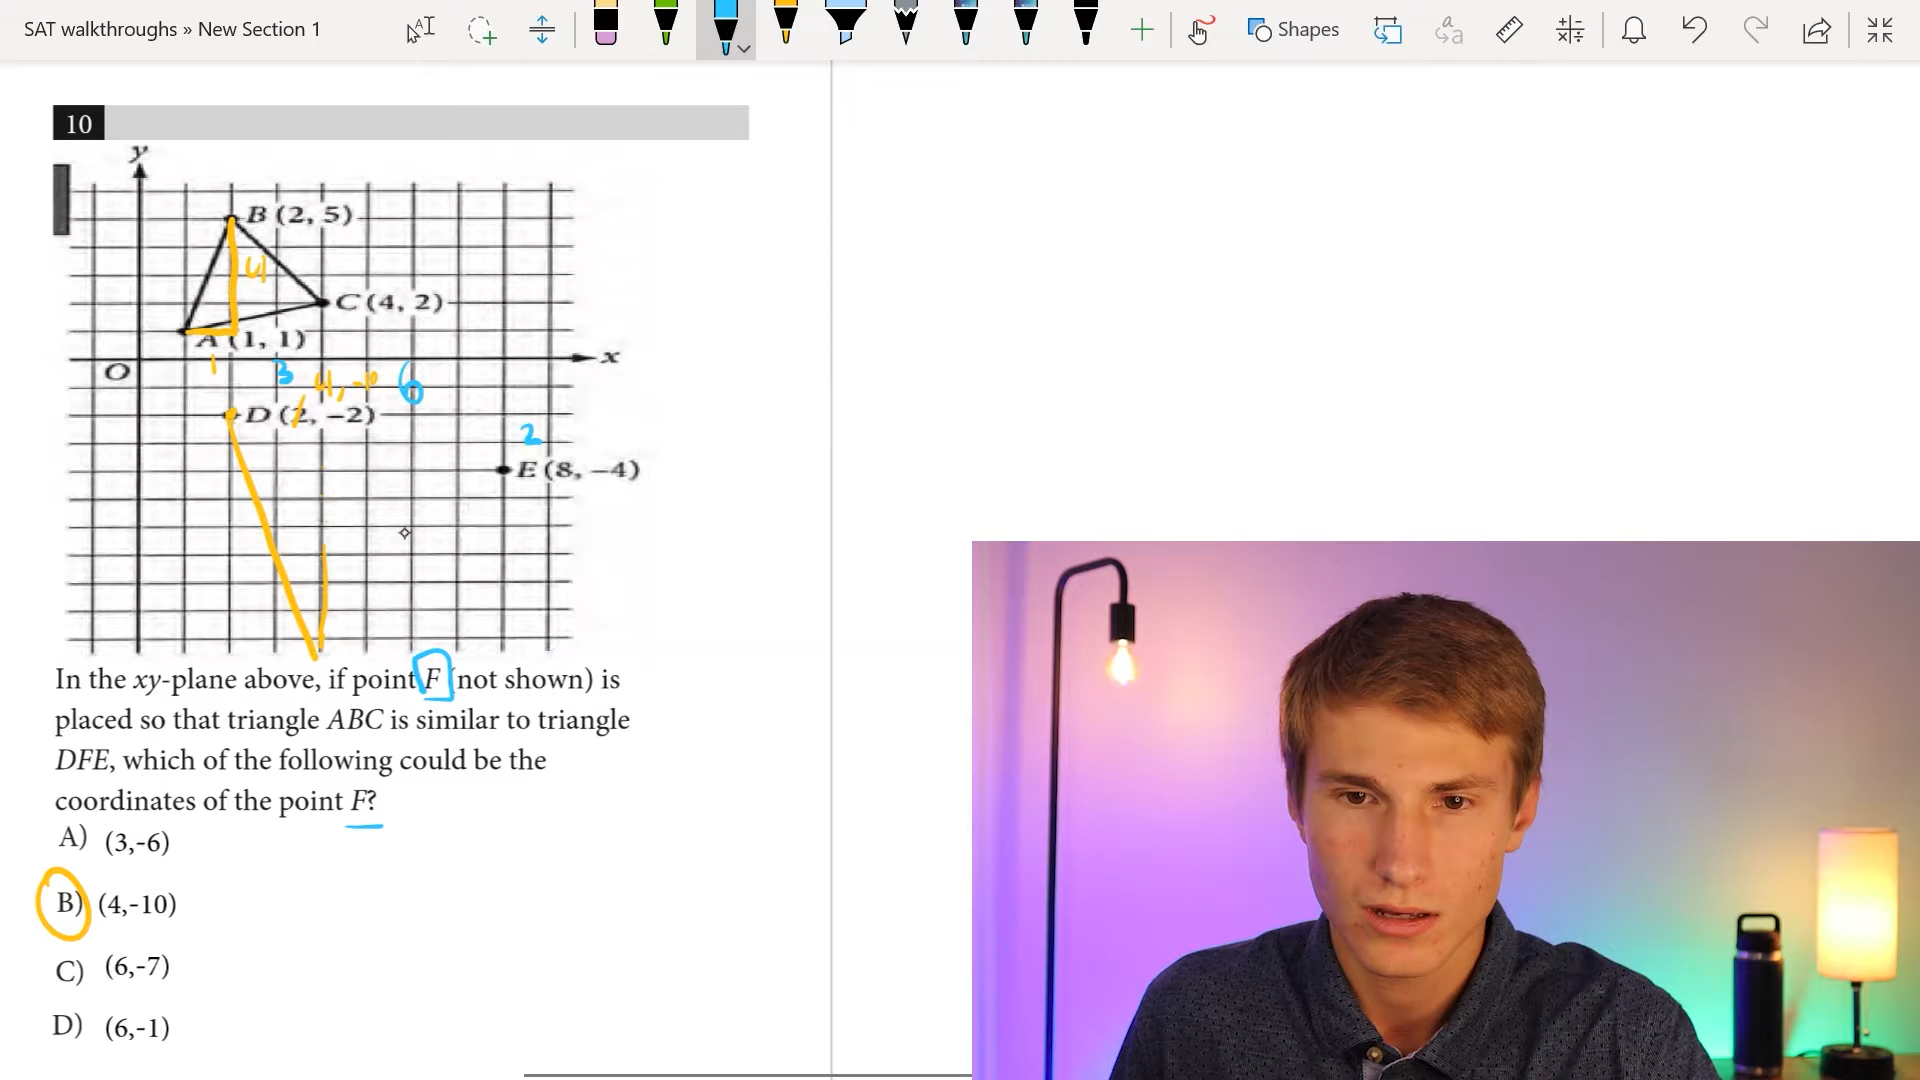 SAT walkthroughs » New Section 1
Shapes
10
y
B (2, 5)
4
C (4, 2)
A (1, 1)
x
O
1
3
4, -10
6
D (2, −2)
2
E (8, −4)
In the xy-plane above, if point F (not shown) is
placed so that triangle ABC is similar to triangle
DFE, which of the following could be the
coordinates of the point F?
A) (3,-6)
B) (4,-10)
C) (6,-7)
D) (6,-1)